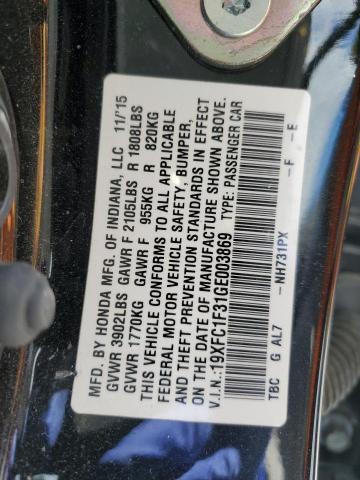 MFD. BY HONDA MFG. OF INDIANA, LLC 11/15
GVWR 3902LBS GAWR F 2105LBS R 1808LBS
GVWR 1770KG GAWR F 955KG R 820KG
THIS VEHICLE CONFORMS TO ALL APPLICABLE
FEDERAL MOTOR VEHICLE SAFETY, BUMPER,
AND THEFT PREVENTION STANDARDS IN EFFECT
ON THE DATE OF MANUFACTURE SHOWN ABOVE.
V.I.N.:19XFC1F31GE003869 TYPE: PASSENGER CAR
TBC G AL7 -NH731PX -F -E